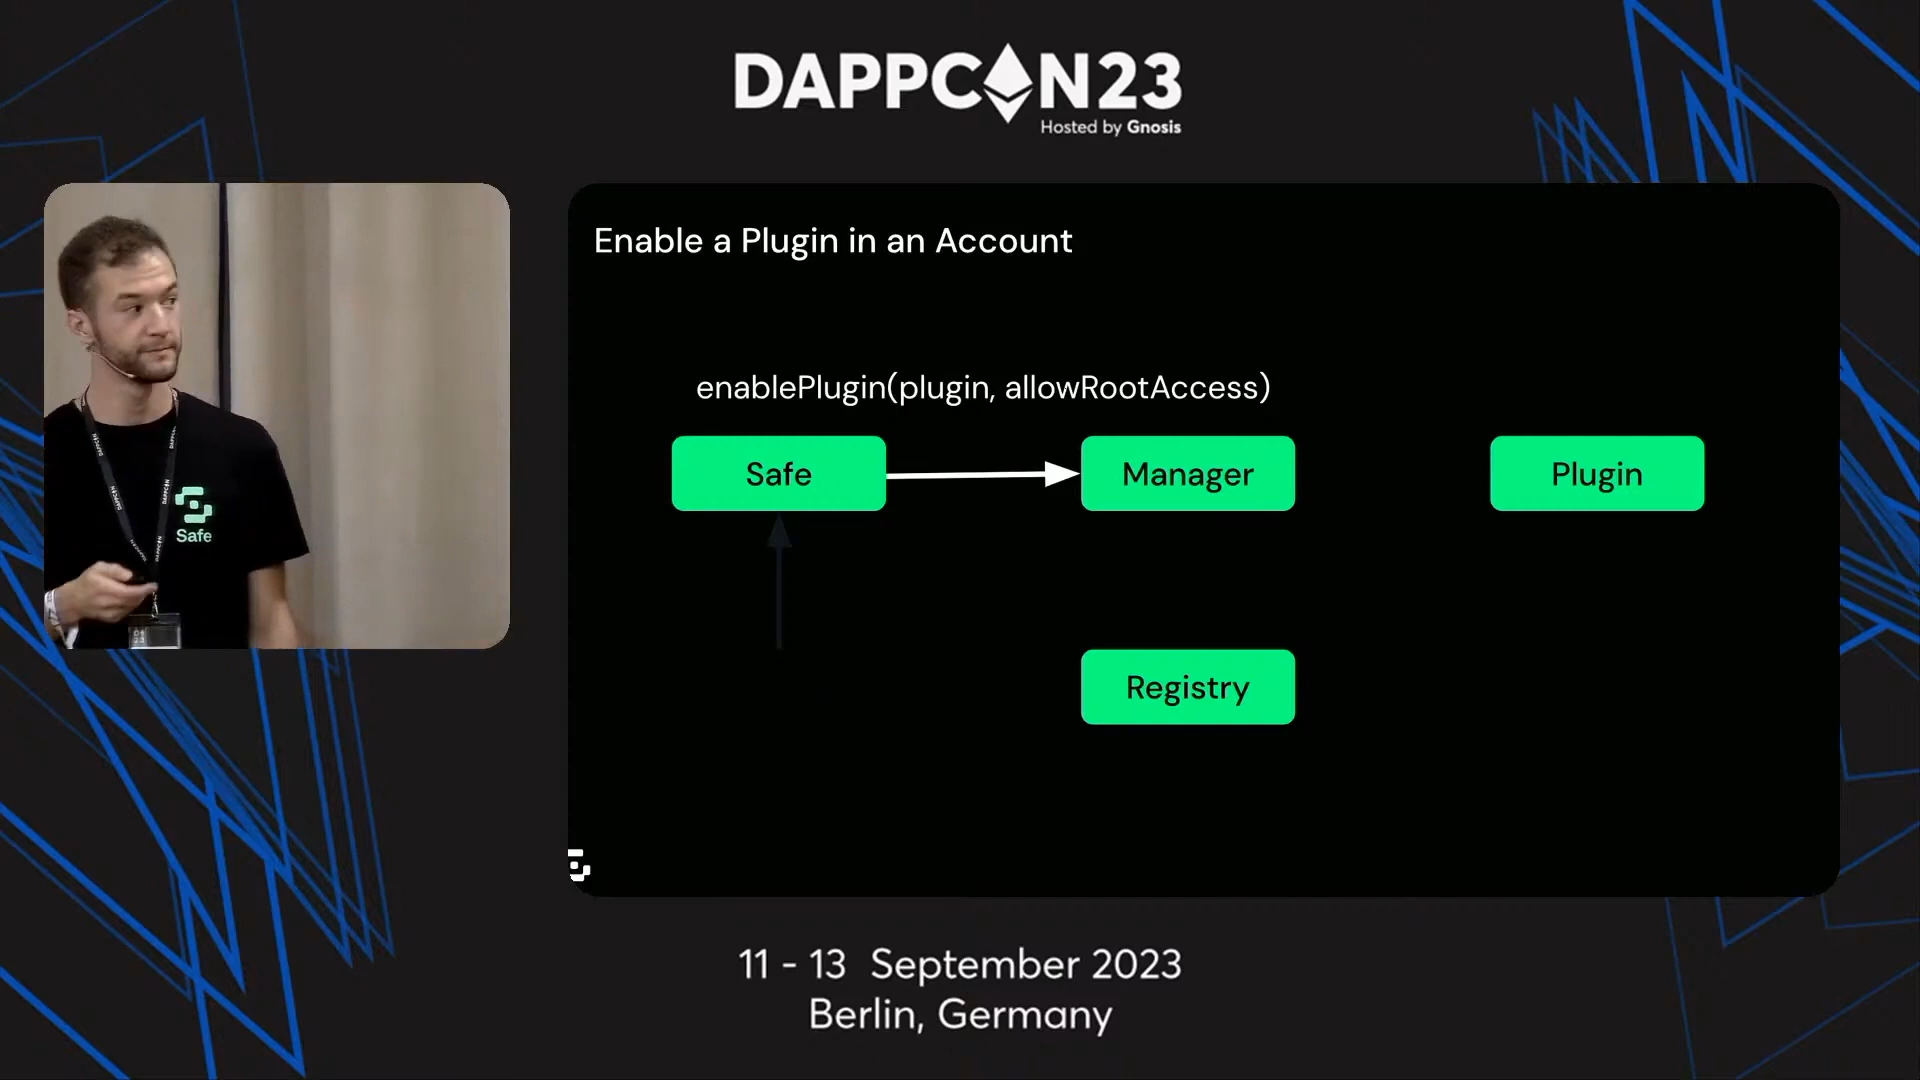 DAPPCON23
Hosted by Gnosis
Enable a Plugin in an Account
enablePlugin(plugin, allowRootAccess)
Safe
Manager
Plugin
Registry
Safe
11 - 13 September 2023
Berlin, Germany